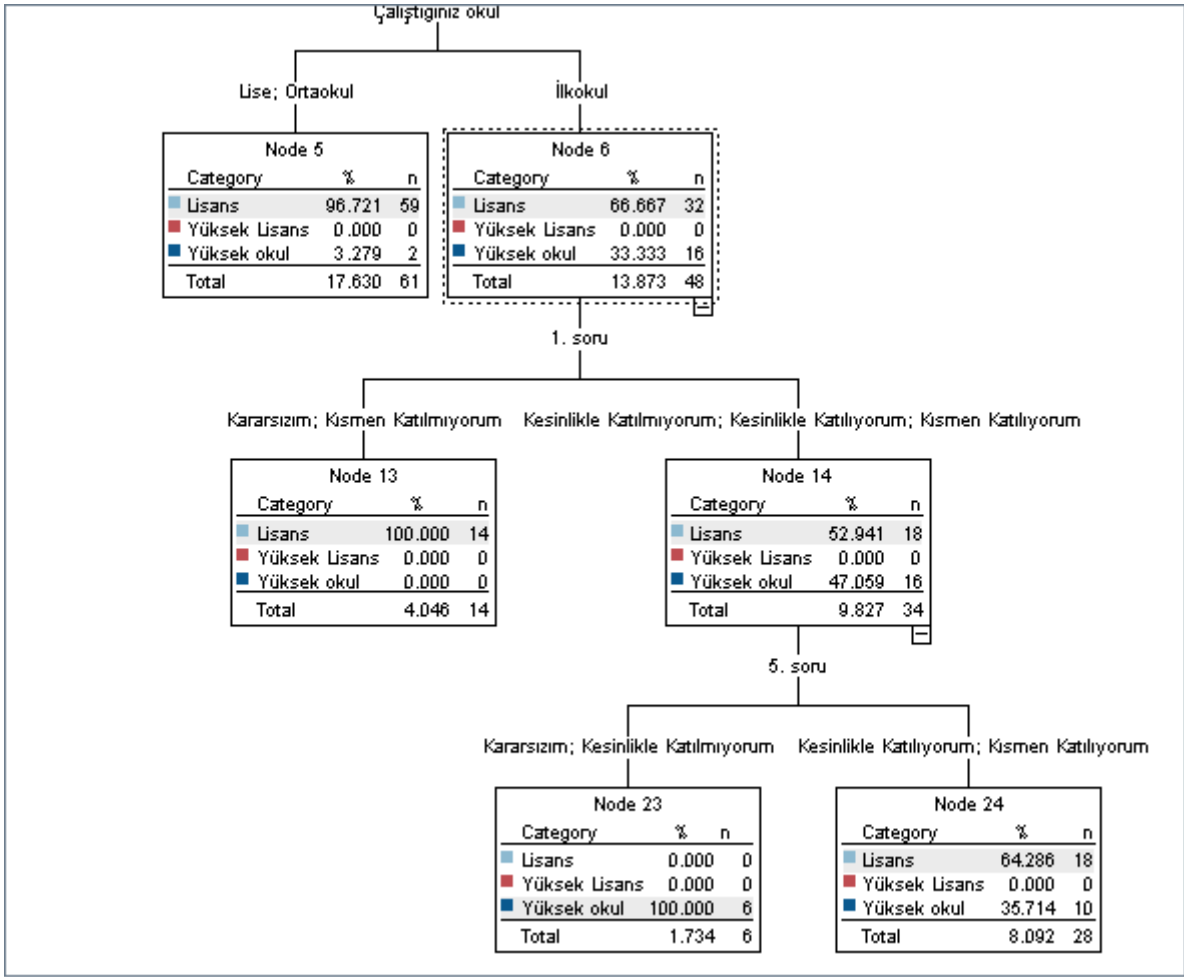 Çalıştığınız okul
Lise; Ortaokul
İlkokul
Node 5
Category % n
Lisans 96.721 59
Yüksek Lisans 0.000 0
Yüksek okul 3.279 2
Total 17.630 61
Node 6
Category % n
Lisans 66.667 32
Yüksek Lisans 0.000 0
Yüksek okul 33.333 16
Total 13.873 48
1. soru
Kararsızım; Kısmen Katılmıyorum
Kesinlikle Katılmıyorum; Kesinlikle Katılıyorum; Kısmen Katılıyorum
Node 13
Category % n
Lisans 100.000 14
Yüksek Lisans 0.000 0
Yüksek okul 0.000 0
Total 4.046 14
Node 14
Category % n
Lisans 52.941 18
Yüksek Lisans 0.000 0
Yüksek okul 47.059 16
Total 9.827 34
5. soru
Kararsızım; Kesinlikle Katılmıyorum
Kesinlikle Katılıyorum; Kısmen Katılıyorum
Node 23
Category % n
Lisans 0.000 0
Yüksek Lisans 0.000 0
Yüksek okul 100.000 6
Total 1.734 6
Node 24
Category % n
Lisans 64.286 18
Yüksek Lisans 0.000 0
Yüksek okul 35.714 10
Total 8.092 28